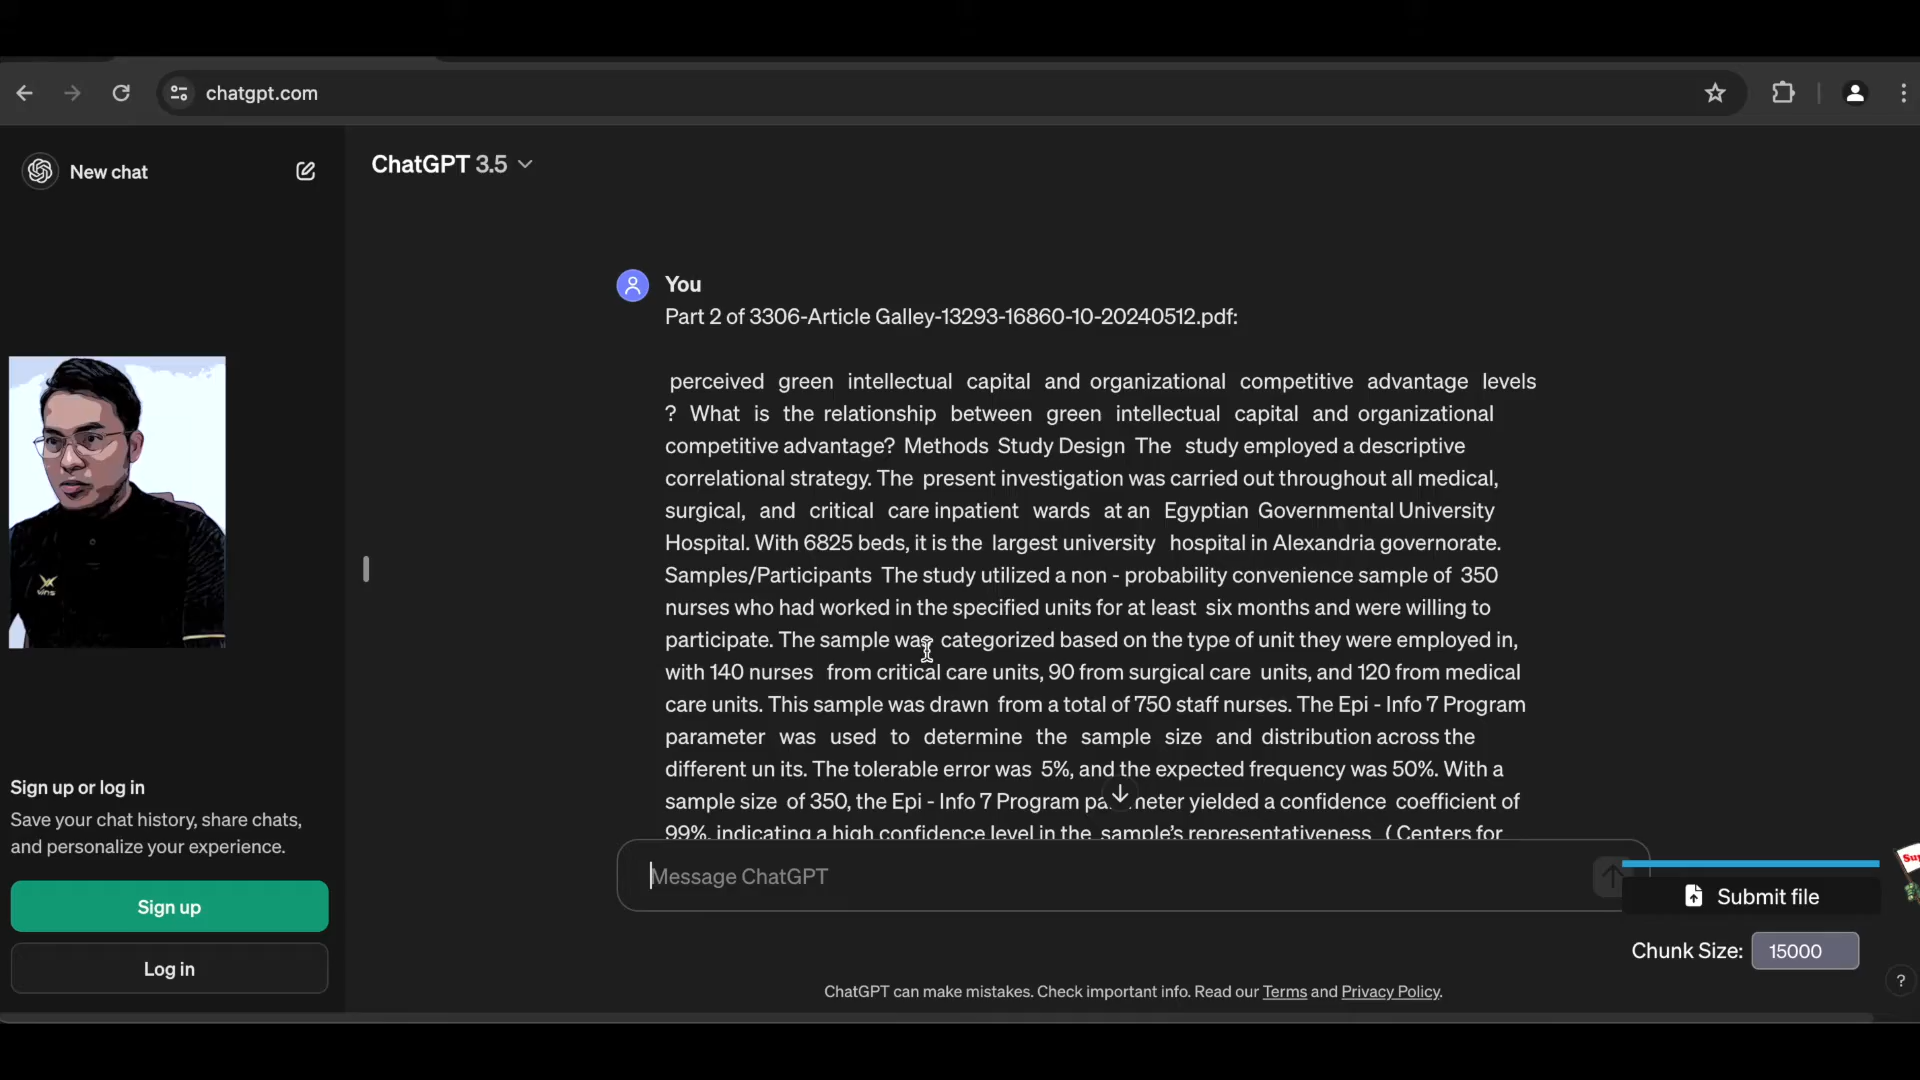 chatgpt.com
New chat
ChatGPT 3.5
You
Part 2 of 3306-Article Galley-13293-16860-10-20240512.pdf:
perceived green intellectual capital and organizational competitive advantage levels
? What is the relationship between green intellectual capital and organizational
competitive advantage? Methods Study Design The study employed a descriptive
correlational strategy. The present investigation was carried out throughout all medical,
surgical, and critical care inpatient wards at an Egyptian Governmental University
Hospital. With 6825 beds, it is the largest university hospital in Alexandria governorate.
Samples/Participants The study utilized a non - probability convenience sample of 350
nurses who had worked in the specified units for at least six months and were willing to
participate. The sample was categorized based on the type of unit they were employed in,
with 140 nurses from critical care units, 90 from surgical care units, and 120 from medical
care units. This sample was drawn from a total of 750 staff nurses. The Epi - Info 7 Program
parameter was used to determine the sample size and distribution across the
different un its. The tolerable error was 5%, and the expected frequency was 50%. With a
sample size of 350, the Epi - Info 7 Program pa meter yielded a confidence coefficient of
99%, indicating a high confidence level in the sample's representativeness ( Centers for
vins
Sign up or log in
Save your chat history, share chats,
and personalize your experience.
Sign up
Log in
Message ChatGPT
Submit file
Chunk Size: 15000
ChatGPT can make mistakes. Check important info. Read our Terms and Privacy Policy.
?